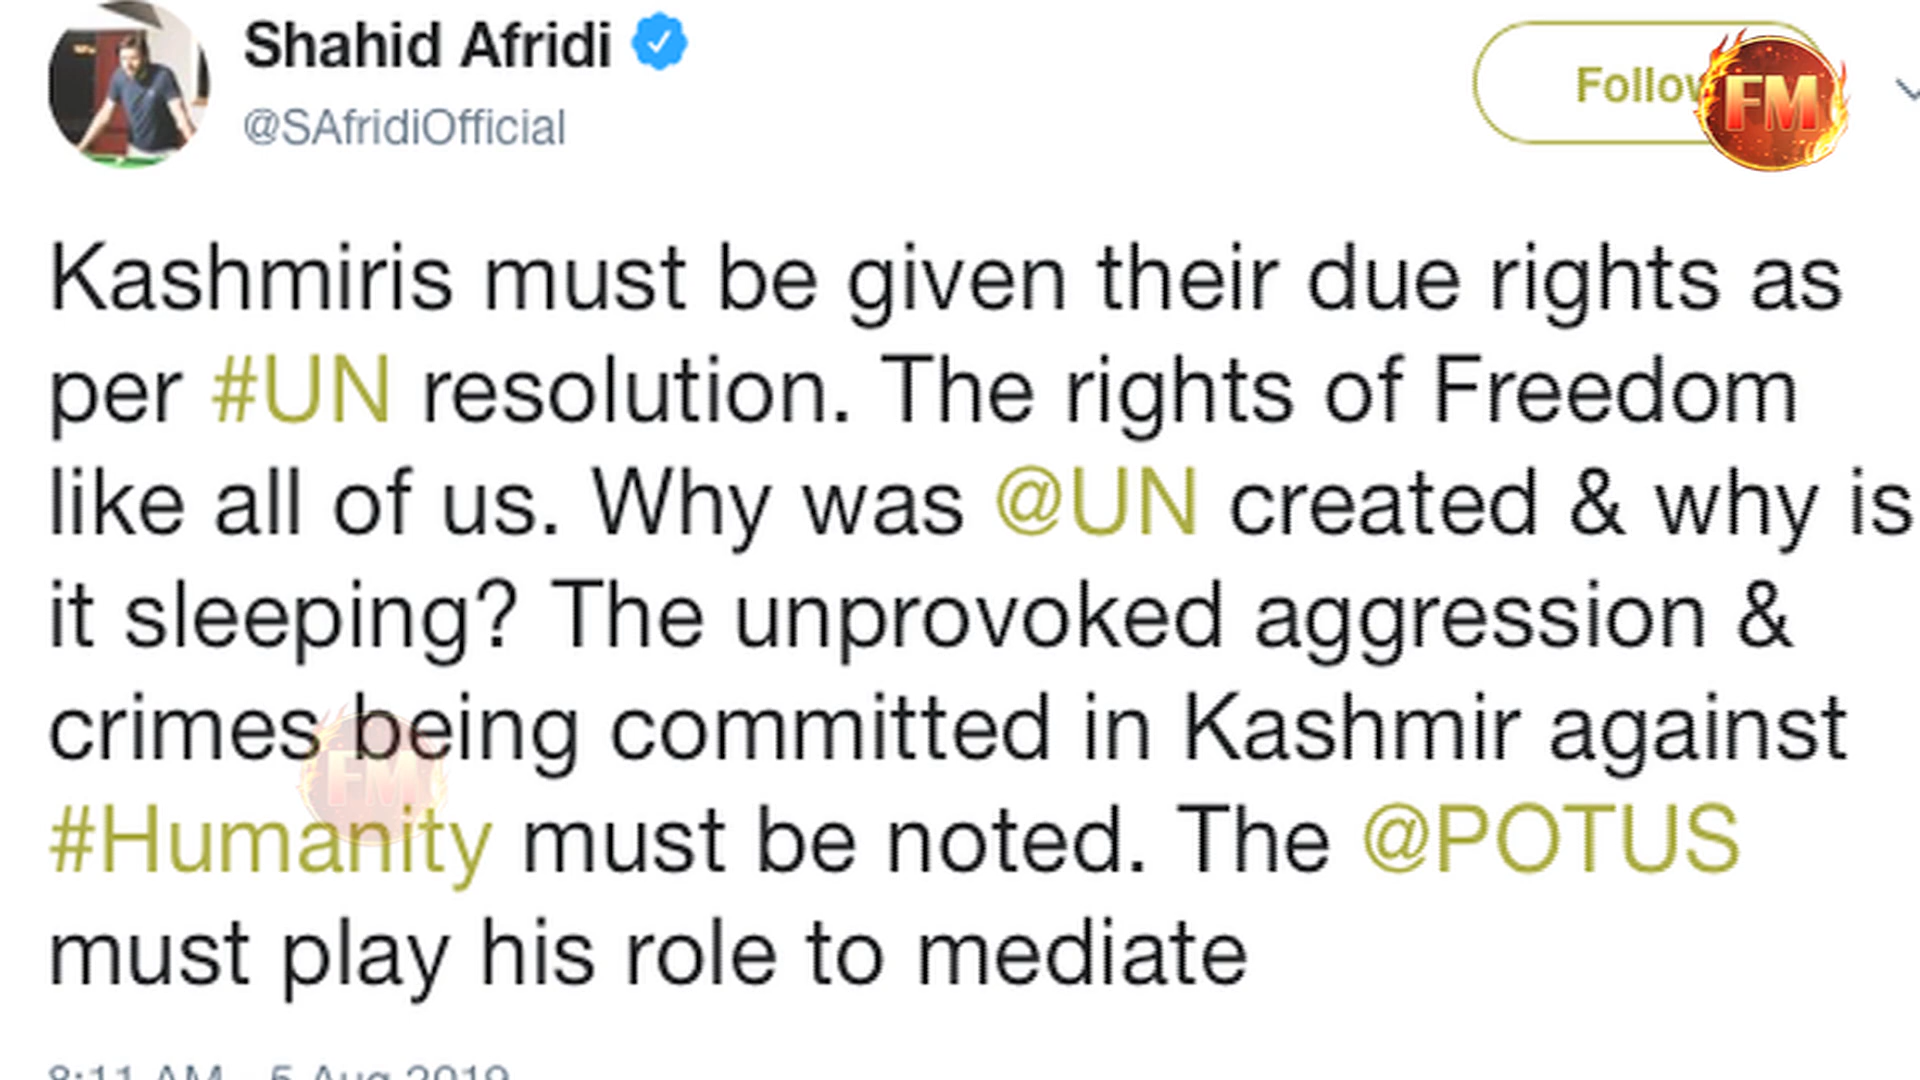 Shahid Afridi
@SAfridiOfficial
Follow
FM
Kashmiris must be given their due rights as
per #UN resolution. The rights of Freedom
like all of us. Why was @UN created & why is
it sleeping? The unprovoked aggression &
crimes being committed in Kashmir against
FM
#Humanity must be noted. The @POTUS
must play his role to mediate
8:11 AM - 5 Aug 2019